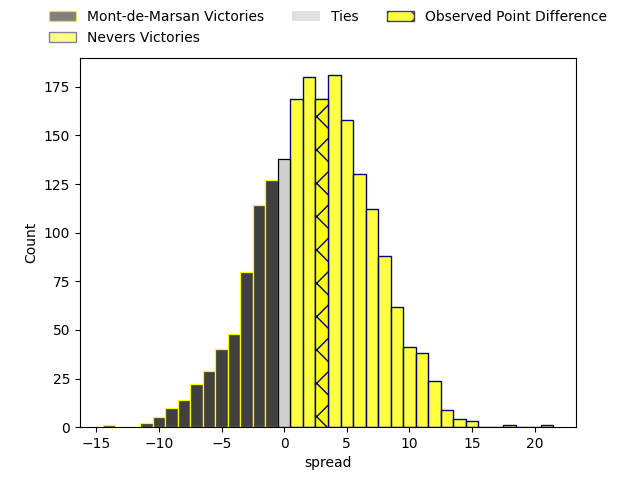 Mont-de-Marsan Victories
Nevers Victories
Ties
Observed Point Difference
Count
175
150
125
100
75
50
25
0
−15
−10
−5
0
5
10
15
20
spread